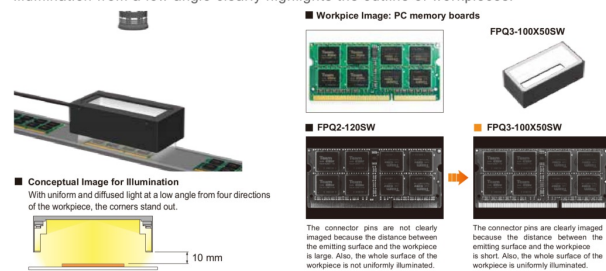 illumination from a low angle clearly highlights the outline of workpieces.
■ Workpice Image: PC memory boards
FPQ3-100X50SW
■ FPQ2-120SW
■ FPQ3-100X50SW
■ Conceptual Image for Illumination
With uniform and diffused light at a low angle from four directions
of the workpiece, the corners stand out.
10 mm
The connector pins are not clearly
imaged because the distance between
the emitting surface and the workpiece
is large. Also, the whole surface of the
workpiece is not uniformly illuminated.
The connector pins are clearly imaged
because the distance between the
emitting surface and the workpiece
is short. Also, the whole surface of the
workpiece is uniformly illuminated.